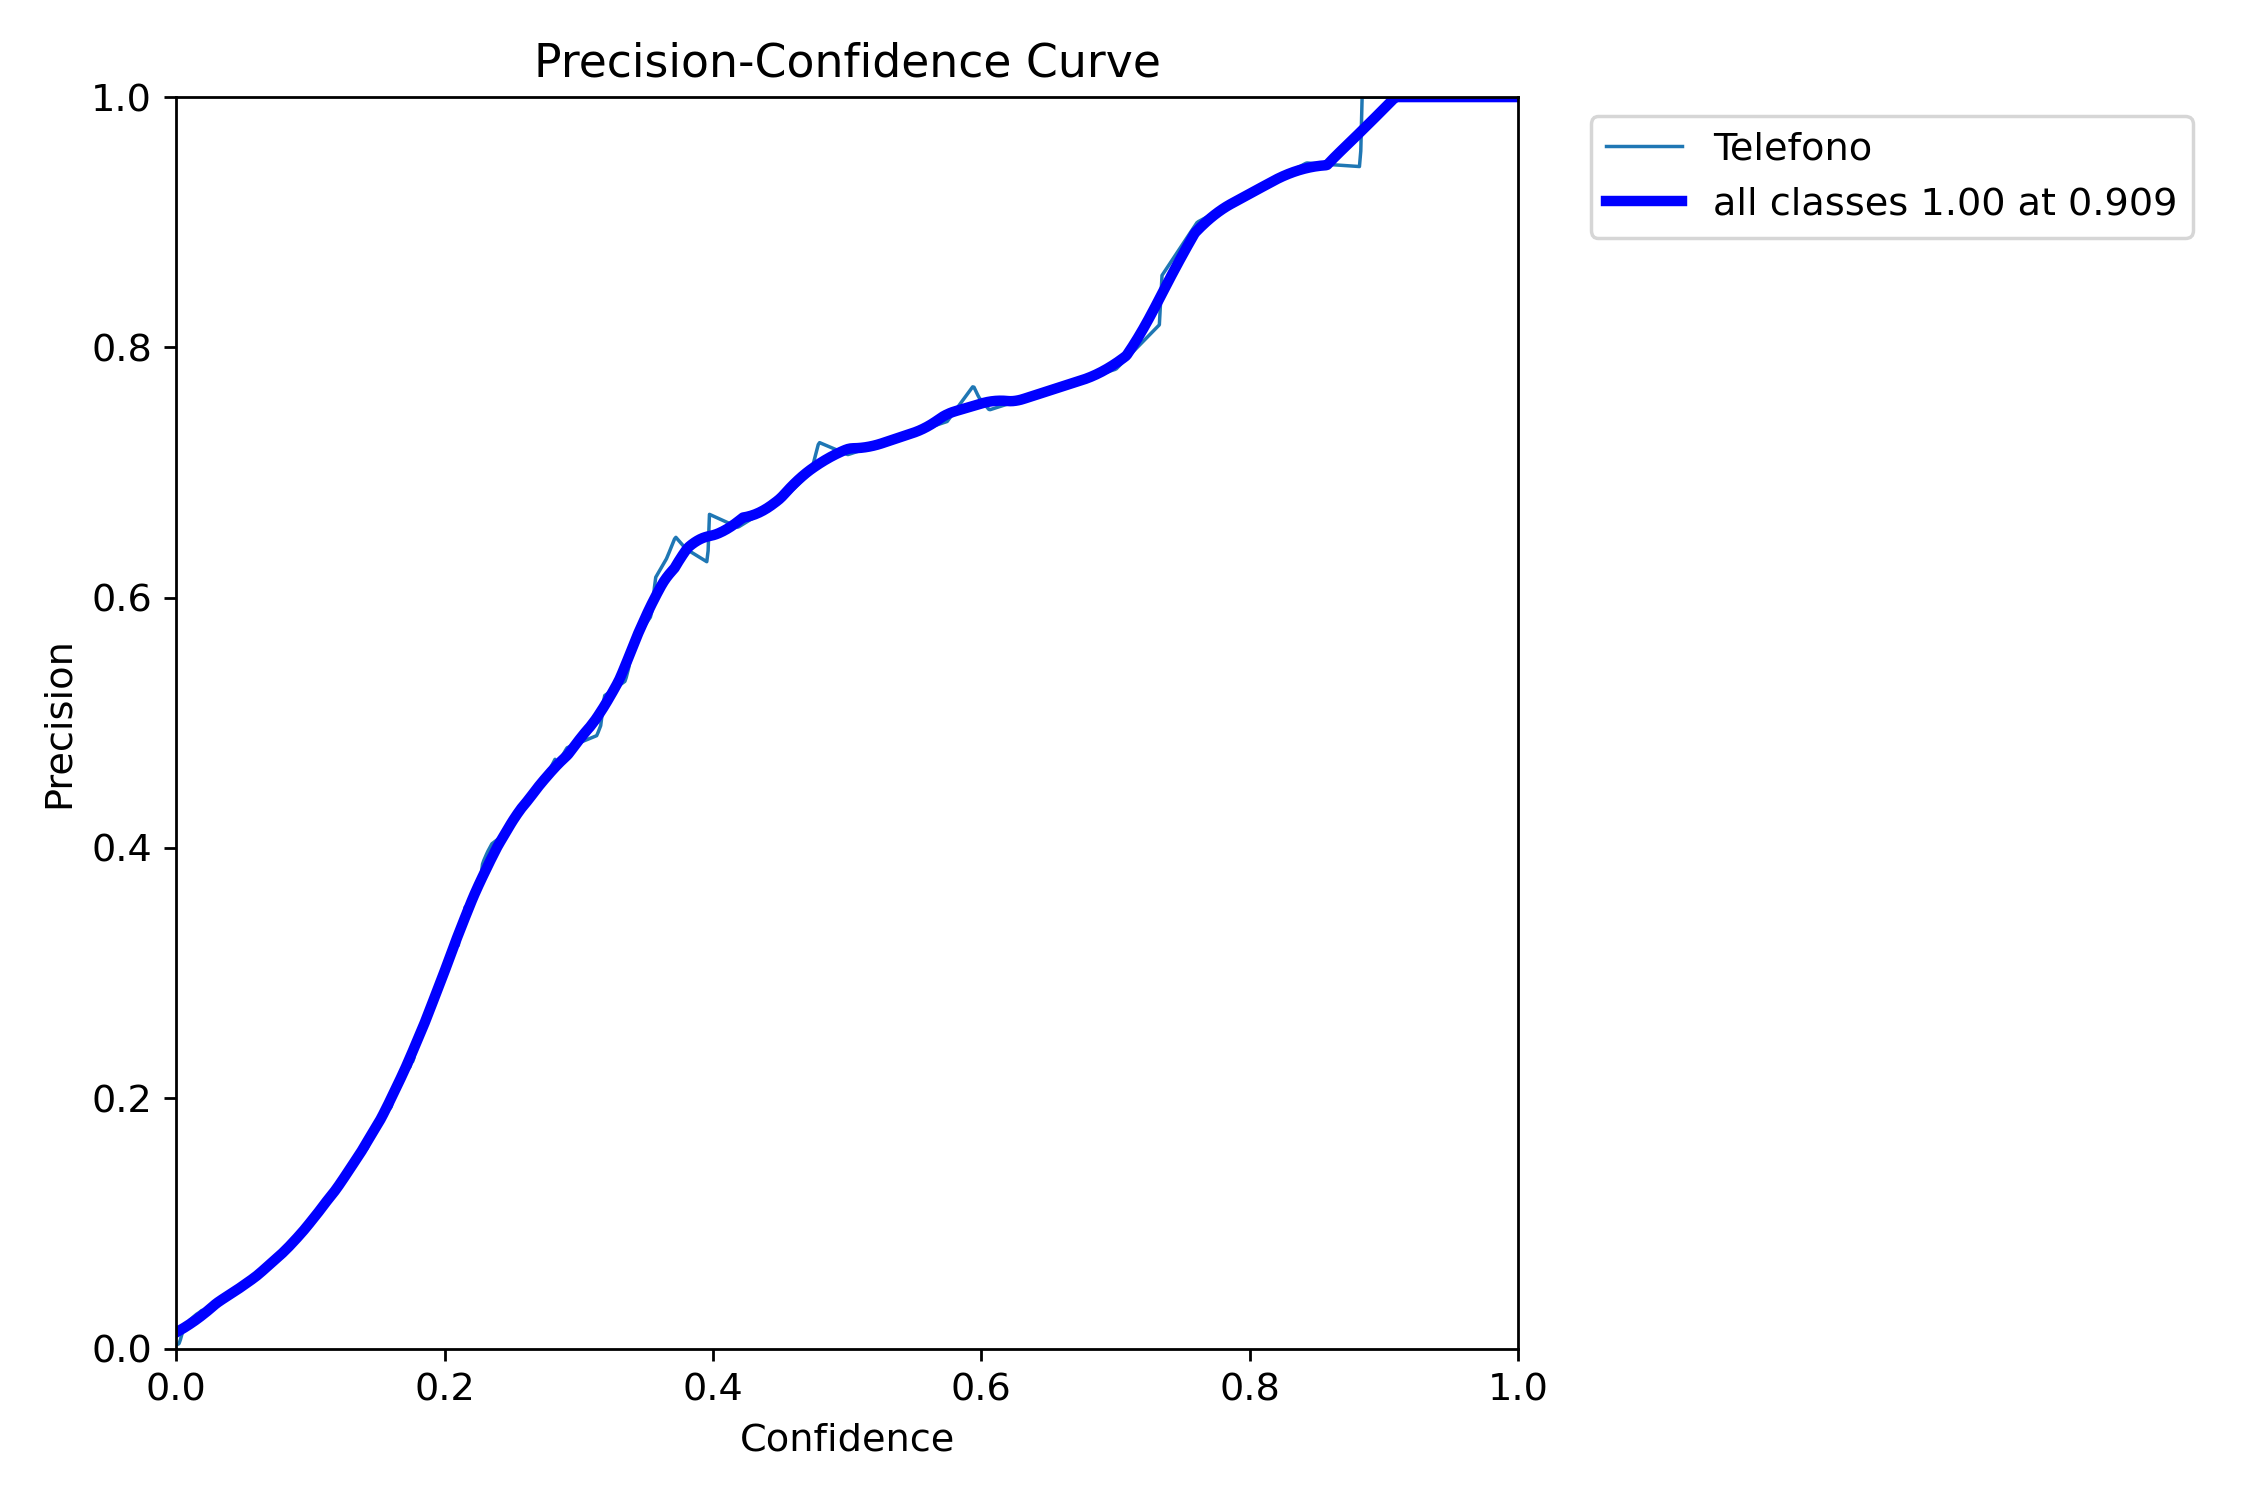 Precision-Confidence Curve
Telefono
all classes 1.00 at 0.909
Precision
1.0
0.8
0.6
0.4
0.2
0.0
0.0 0.2 0.4 0.6 0.8 1.0
Confidence